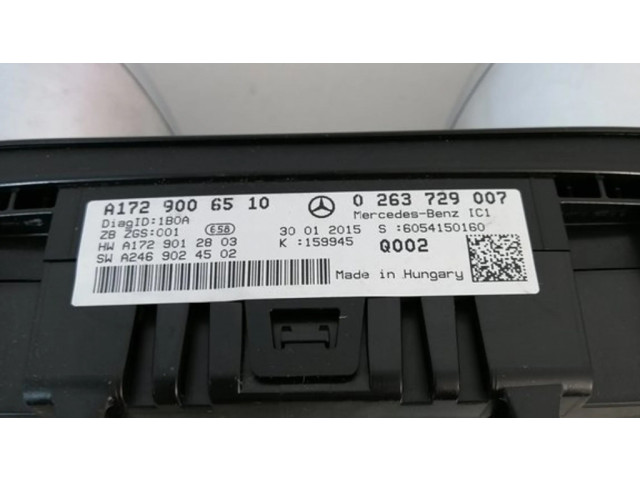 A172 900 65 10 0 263 729 007
DiagID:1B0A Mercedes-Benz IC1
ZB ZGS:001 658 30 01 2015 S :6054150160
HW A172 901 28 03 K :159945 Q002
SW A246 902 45 02
Made in Hungary